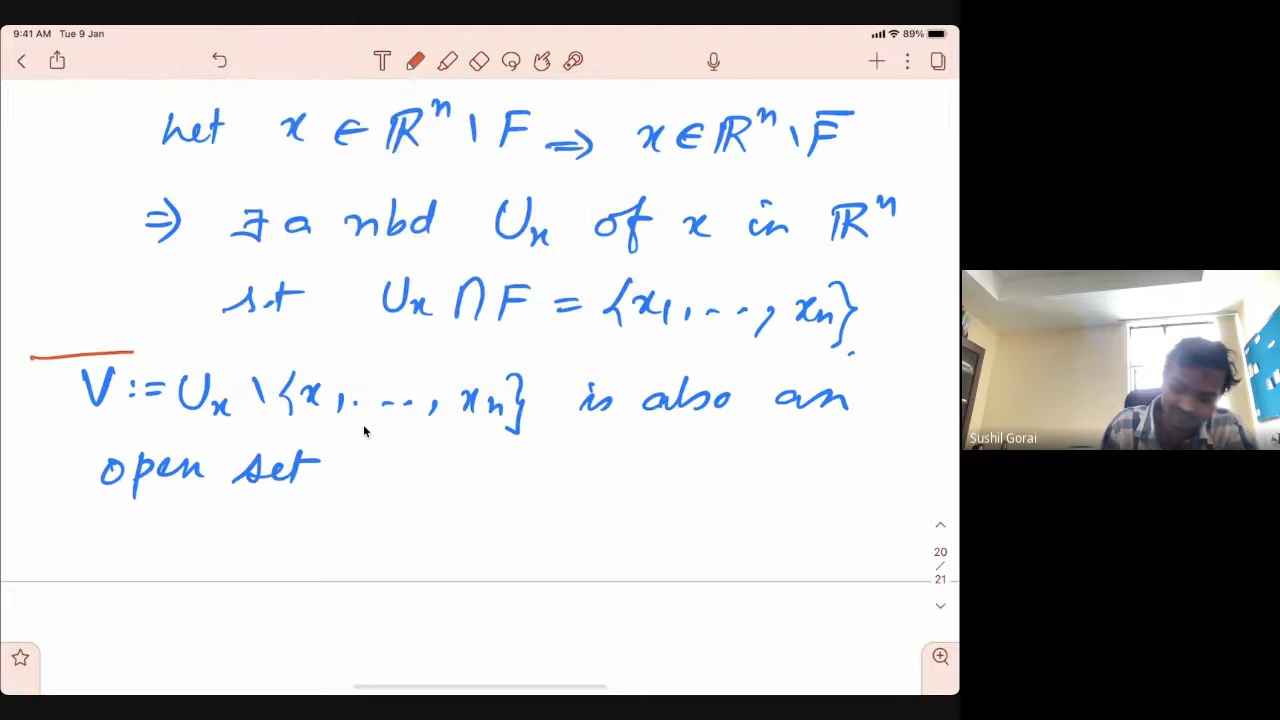 9:41 AM Tue 9 Jan
89%
Let x ∈ ℝⁿ \ F ⇒ x ∈ ℝⁿ \ F̅
⇒ ∃ a nbd Uₓ of x in ℝⁿ
s.t Uₓ ∩ F = {x₁, ..., xₙ}.
V := Uₓ \ {x₁, ..., xₙ} is also an
open set
Sushil Gorai
20
/
21